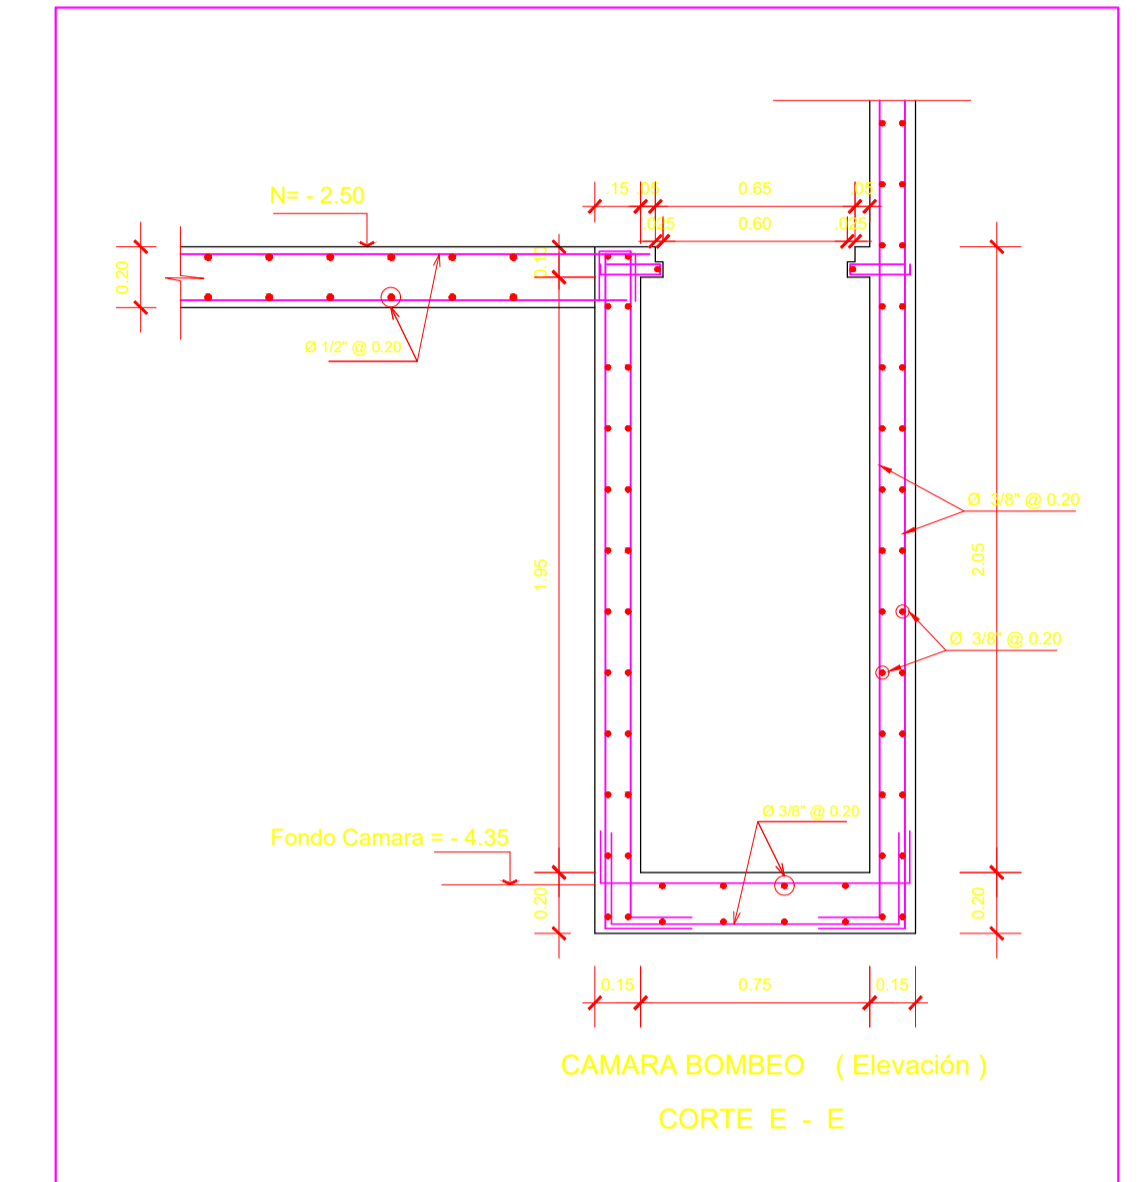 .15 .05 0.65 .05
N= - 2.50
.025 0.60 .025
0.20
0.10
Ø 1/2" @ 0.20
Ø 3/8" @ 0.20
1.95
2.05
Ø 3/8" @ 0.20
Ø 3/8" @ 0.20
Fondo Camara = - 4.35
0.20
0.20
0.15 0.75 0.15
CAMARA BOMBEO ( Elevación )
CORTE E - E